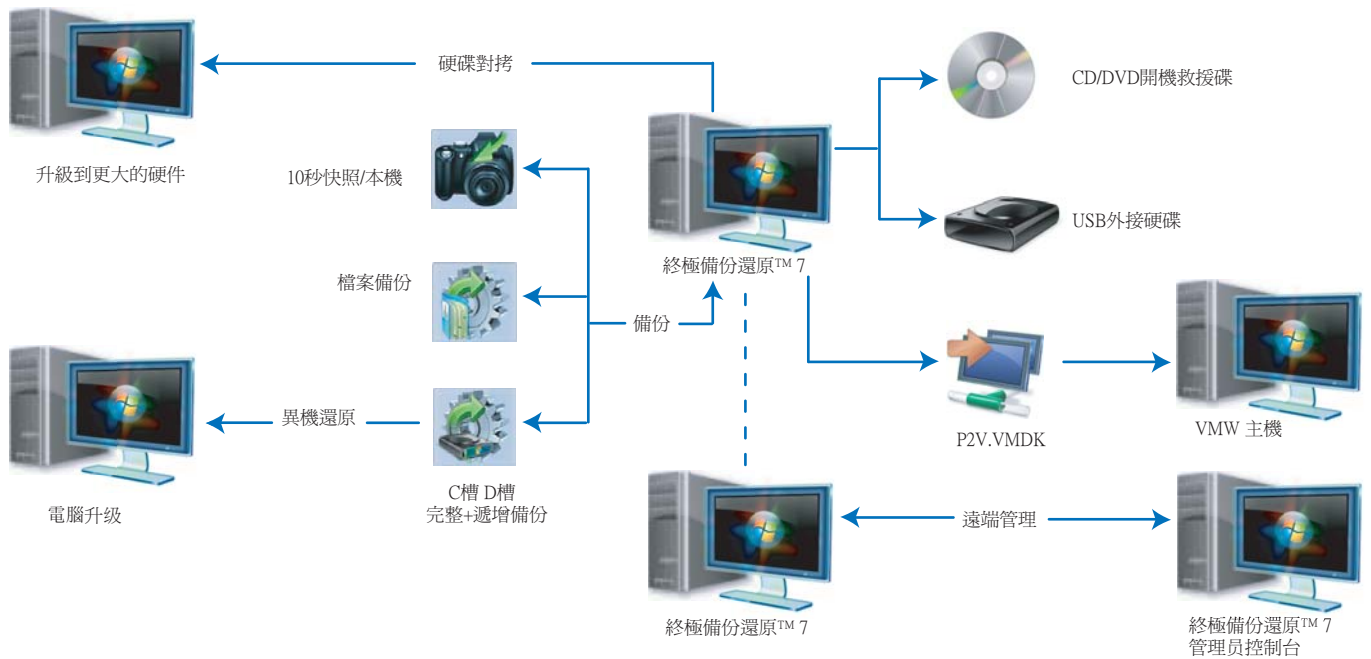 硬碟對拷
CD/DVD開機救援碟
升級到更大的硬件
10秒快照/本機
USB外接硬碟
終極備份還原™ 7
檔案備份
備份
異機還原
P2V.VMDK
VMW 主機
電腦升级
C槽 D槽
完整+遞增備份
遠端管理
終極備份還原™ 7
終極備份還原™ 7
管理员控制台